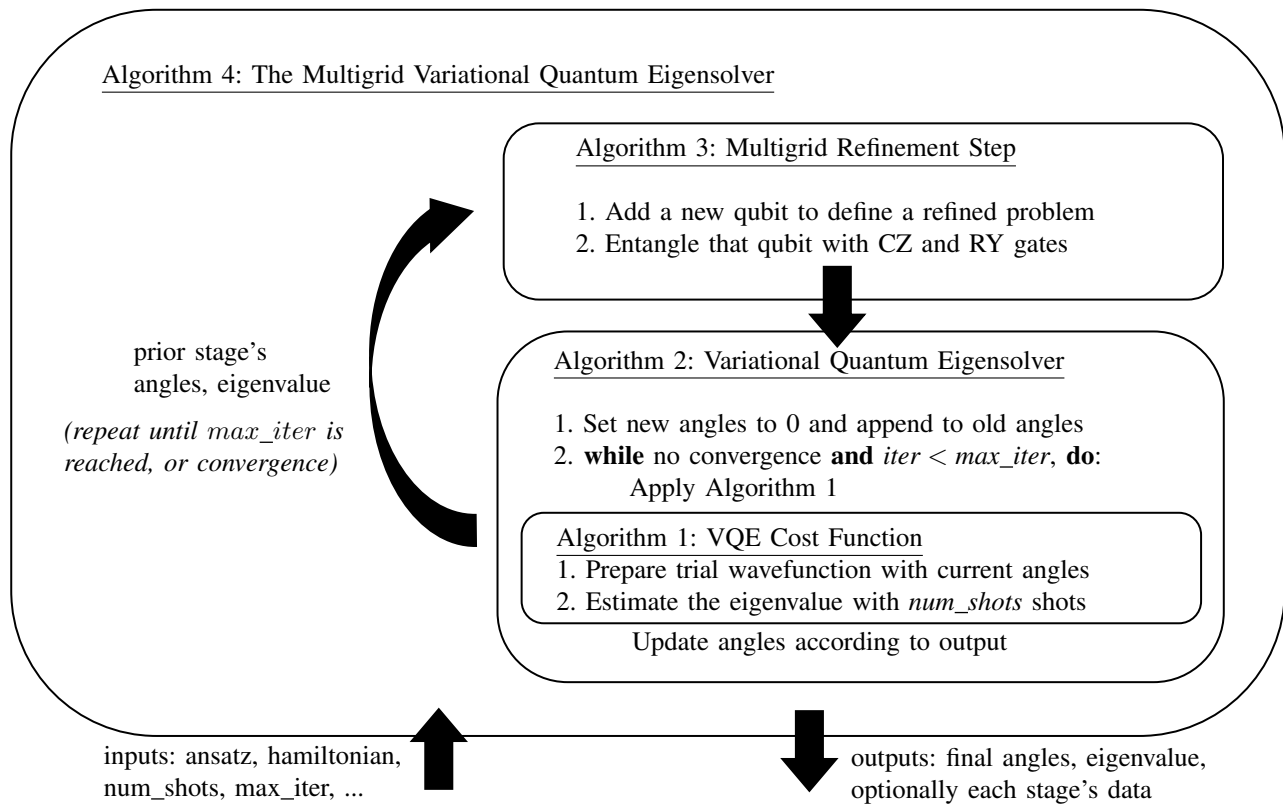 Algorithm 4: The Multigrid Variational Quantum Eigensolver
Algorithm 3: Multigrid Refinement Step
1. Add a new qubit to define a refined problem
2. Entangle that qubit with CZ and RY gates
prior stage's
angles, eigenvalue
(repeat until max_iter is
reached, or convergence)
Algorithm 2: Variational Quantum Eigensolver
1. Set new angles to 0 and append to old angles
2. while no convergence and iter < max_iter, do:
Apply Algorithm 1
Algorithm 1: VQE Cost Function
1. Prepare trial wavefunction with current angles
2. Estimate the eigenvalue with num_shots shots
Update angles according to output
inputs: ansatz, hamiltonian,
num_shots, max_iter, ...
outputs: final angles, eigenvalue,
optionally each stage's data